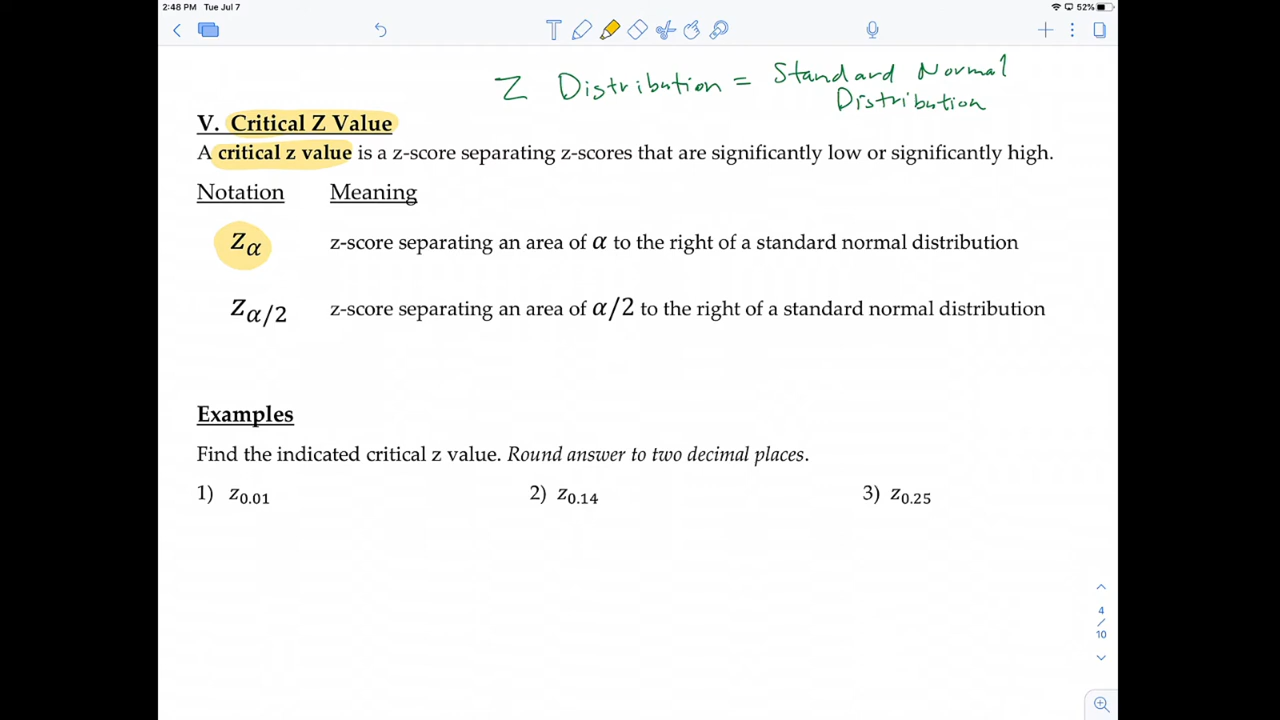 2:48 PM Tue Jul 7
52%
Z Distribution = Standard Normal
Distribution
V. Critical Z Value
A critical z value is a z-score separating z-scores that are significantly low or significantly high.
Notation Meaning
zα z-score separating an area of α to the right of a standard normal distribution
zα/2 z-score separating an area of α/2 to the right of a standard normal distribution
Examples
Find the indicated critical z value. Round answer to two decimal places.
1) z0.01 2) z0.14 3) z0.25
4
/
10